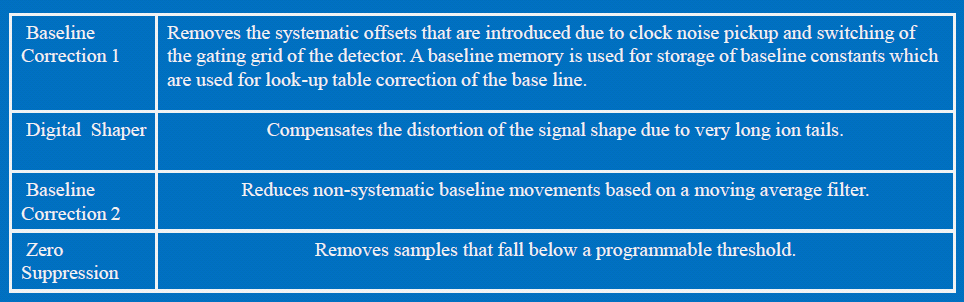 Baseline
Correction 1
Removes the systematic offsets that are introduced due to clock noise pickup and switching of
the gating grid of the detector. A baseline memory is used for storage of baseline constants which
are used for look-up table correction of the base line.
Digital Shaper
Compensates the distortion of the signal shape due to very long ion tails.
Baseline
Correction 2
Reduces non-systematic baseline movements based on a moving average filter.
Zero
Suppression
Removes samples that fall below a programmable threshold.